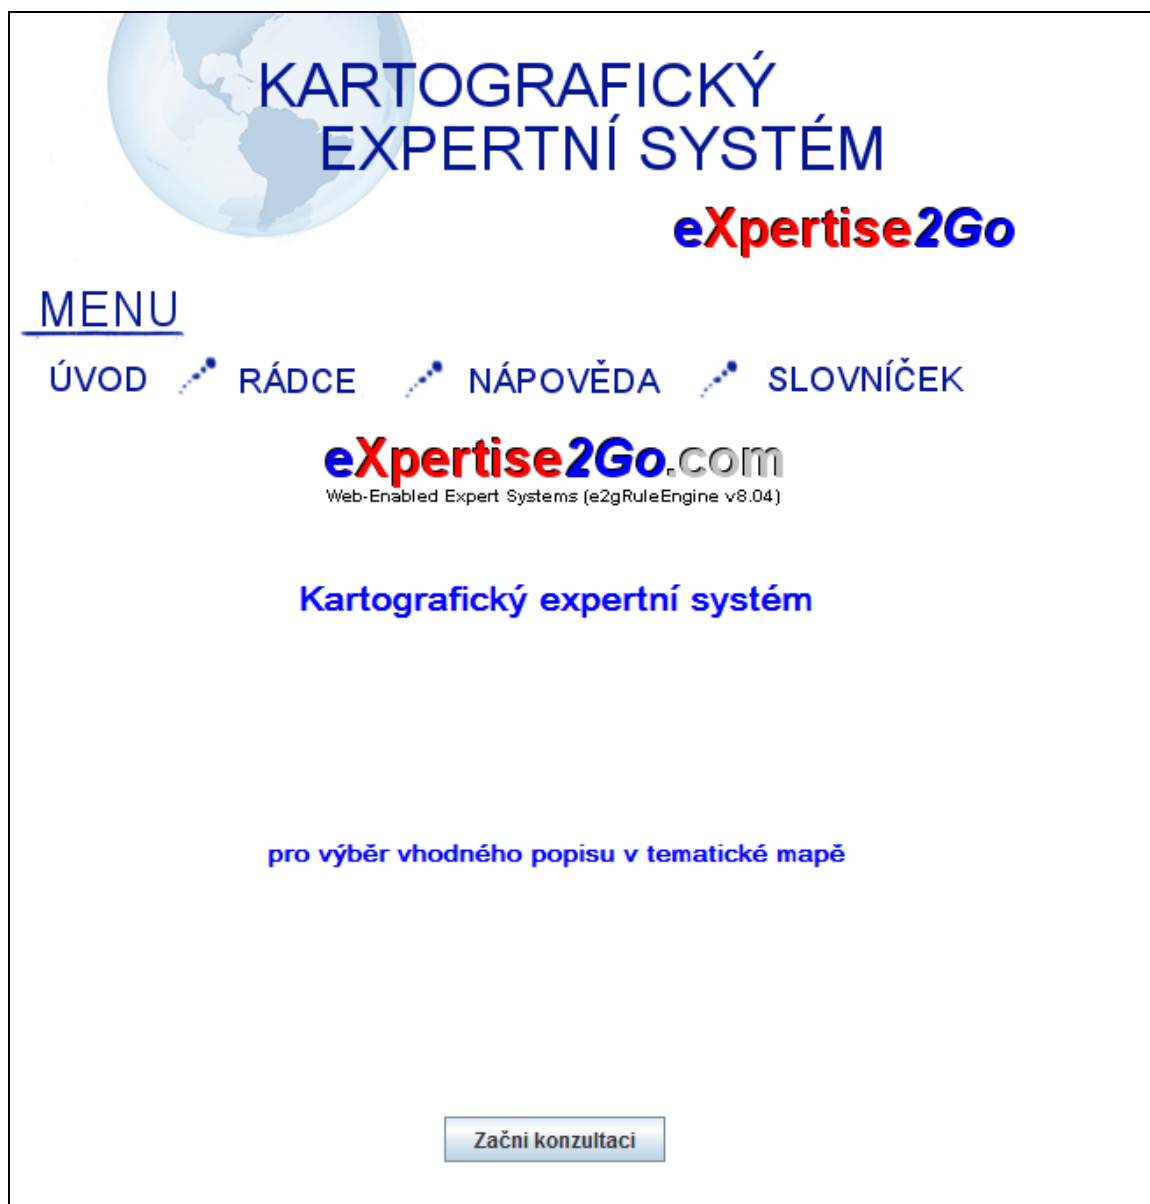 KARTOGRAFICKÝ
EXPERTNÍ SYSTÉM
eXpertise2Go
MENU
ÚVOD RÁDCE NÁPOVĚDA SLOVNÍČEK
eXpertise2Go.com
Web-Enabled Expert Systems (e2gRuleEngine v8.04)
Kartografický expertní systém
pro výběr vhodného popisu v tematické mapě
Začni konzultaci